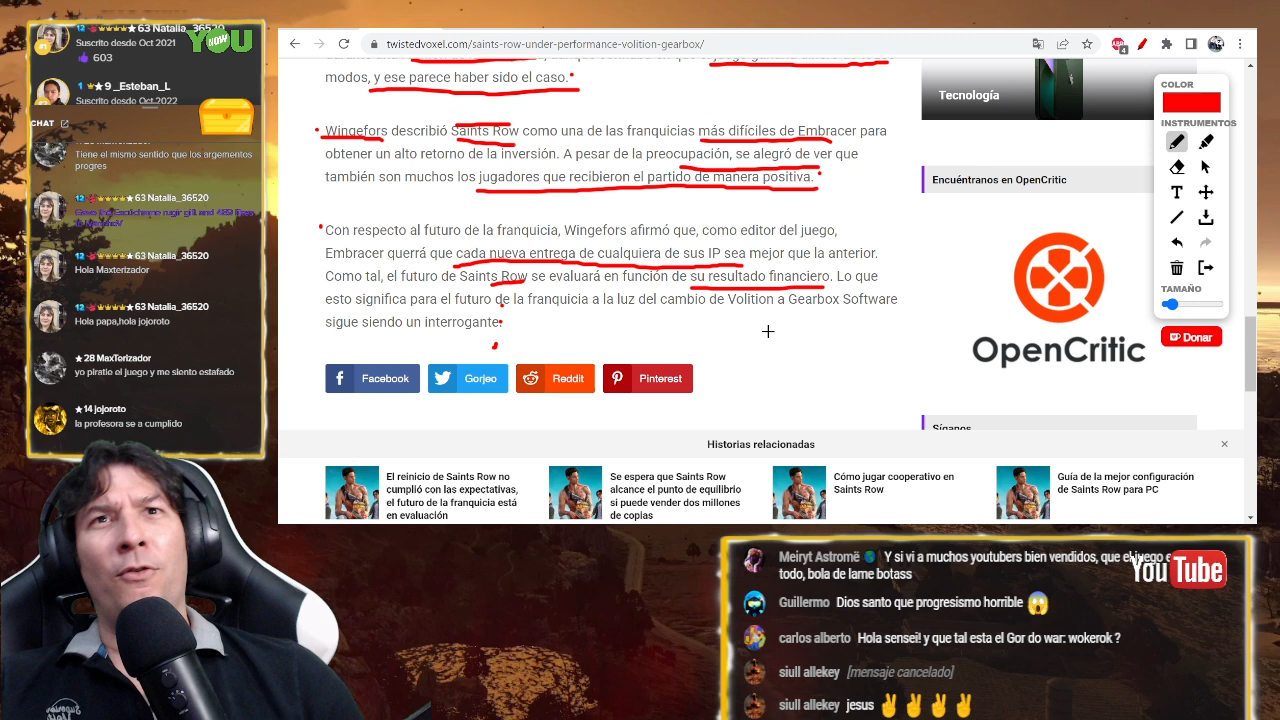 12 63 Natalia_36520
#1
Suscrito desde Oct 2021
603
YOU NOW
1 9 _Esteban_L
Suscrito desde Oct.2022
CHAT
Tiene el mismo sentido que los argementos
progres
12 63 Natalia_36520
12 63 Natalia_36520
Hola Maxterizador
12 63 Natalia_36520
Hola papa,hola jojoroto
28 MaxTorizador
yo piratie el juego y me siento estafado
14 jojoroto
la profesora se a cumplido
twistedvoxel.com/saints-row-under-performance-volition-gearbox/
ABP
4
modos, y ese parece haber sido el caso.
Wingefors describió Saints Row como una de las franquicias más difíciles de Embracer para
obtener un alto retorno de la inversión. A pesar de la preocupación, se alegró de ver que
también son muchos los jugadores que recibieron el partido de manera positiva.
Con respecto al futuro de la franquicia, Wingefors afirmó que, como editor del juego,
Embracer querrá que cada nueva entrega de cualquiera de sus IP sea mejor que la anterior.
Como tal, el futuro de Saints Row se evaluará en función de su resultado financiero. Lo que
esto significa para el futuro de la franquicia a la luz del cambio de Volition a Gearbox Software
sigue siendo un interrogante.
Facebook
Gorjeo
Reddit
Pinterest
Tecnología
Encuéntranos en OpenCritic
OpenCritic
Síganos
COLOR
INSTRUMENTOS
T
TAMAÑO
Donar
Historias relacionadas
El reinicio de Saints Row no
cumplió con las expectativas,
el futuro de la franquicia está
en evaluación
Se espera que Saints Row
alcance el punto de equilibrio
si puede vender dos millones
de copias
Cómo jugar cooperativo en
Saints Row
Guía de la mejor configuración
de Saints Row para PC
Meiryt Astromë Y si vi a muchos youtubers bien vendidos, que el juego e
todo, bola de lame botass
YouTube
Guillermo Dios santo que progresismo horrible
carlos alberto Hola sensei! y que tal esta el Gor do war: wokerok ?
siull allekey [mensaje cancelado]
siull allekey jesus